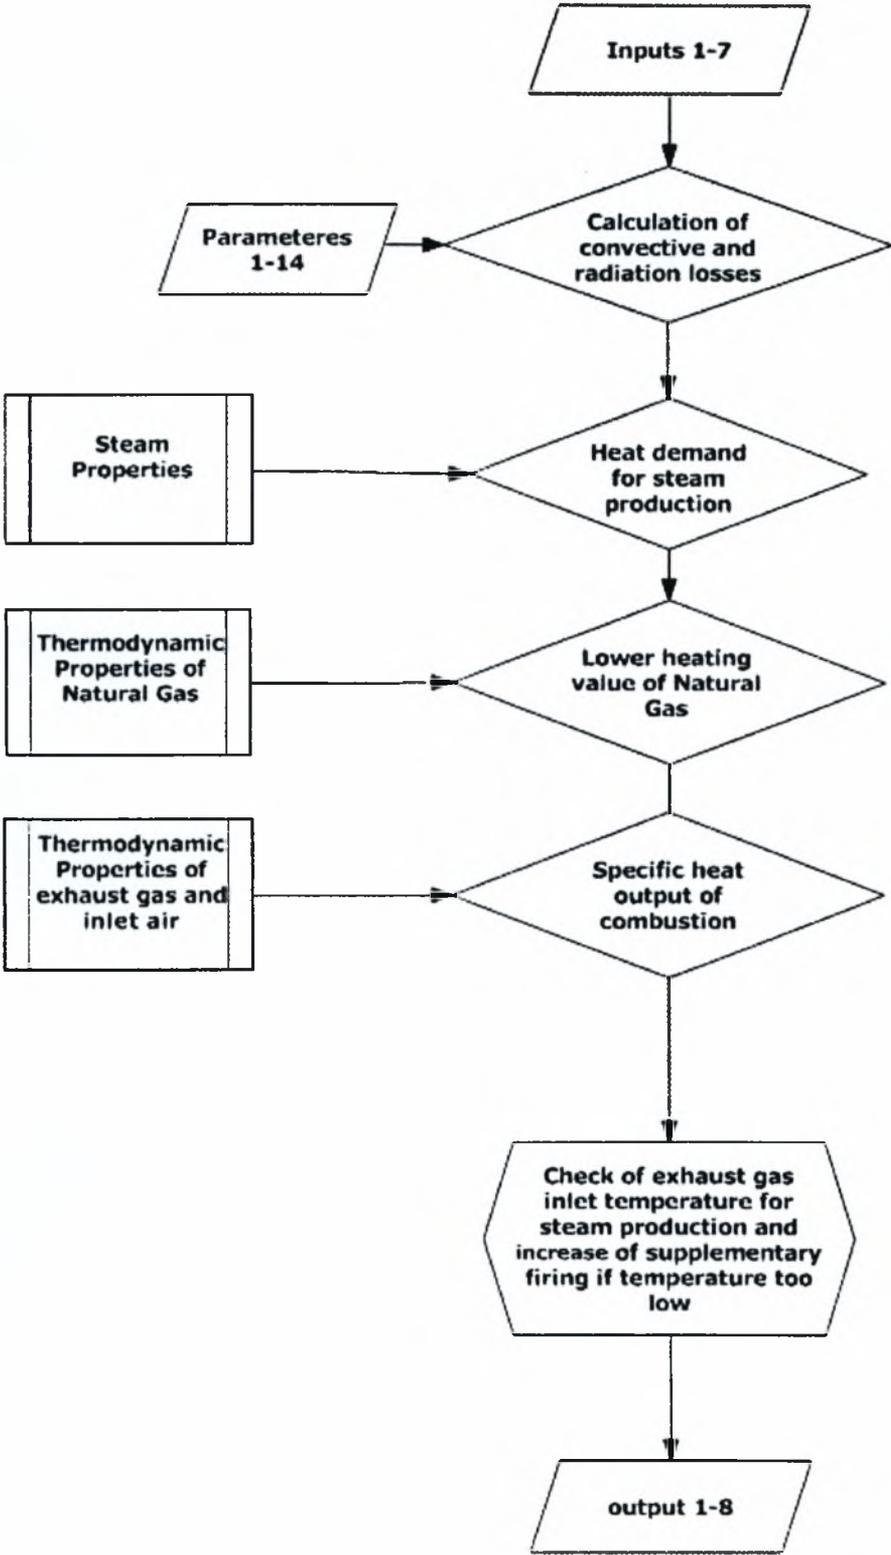 Inputs 1-7
Parameteres
1-14
Calculation of
convective and
radiation losses
Steam
Properties
Heat demand
for steam
production
Thermodynamic
Properties of
Natural Gas
Lower heating
value of Natural
Gas
Thermodynamic
Properties of
exhaust gas and
inlet air
Specific heat
output of
combustion
Check of exhaust gas
inlet temperature for
steam production and
increase of supplementary
firing if temperature too
low
output 1-8